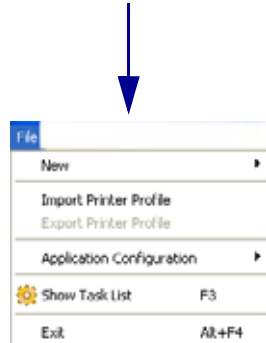 File
New
Import Printer Profile
Export Printer Profile
Application Configuration
Show Task List F3
Exit Alt+F4